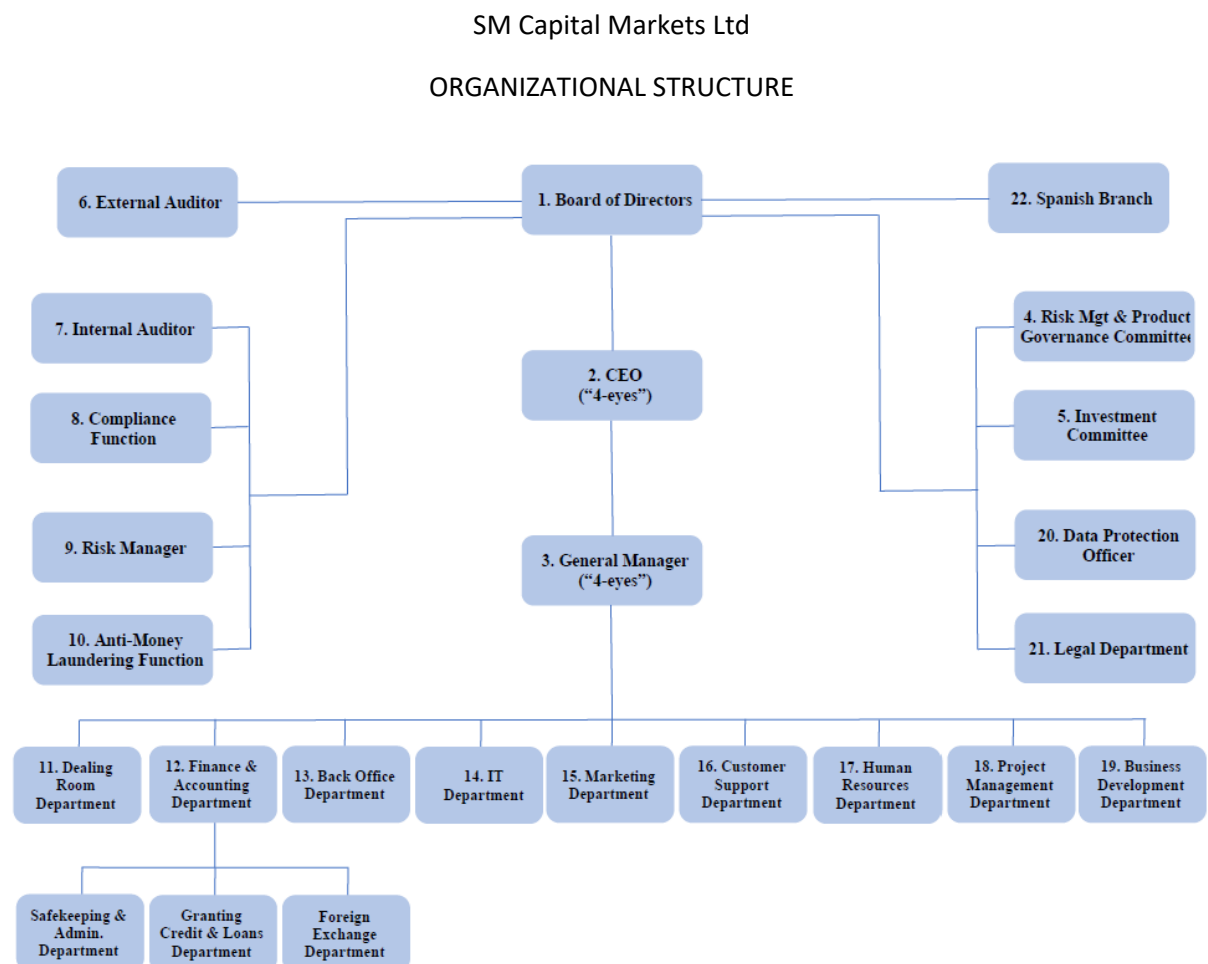 SM Capital Markets Ltd
ORGANIZATIONAL STRUCTURE
6. External Auditor
1. Board of Directors
22. Spanish Branch
7. Internal Auditor
4. Risk Mgt & Product
Governance Committee
2. CEO
(“4-eyes”)
8. Compliance
Function
5. Investment
Committee
9. Risk Manager
3. General Manager
(“4-eyes”)
20. Data Protection
Officer
10. Anti-Money
Laundering Function
21. Legal Department
11. Dealing
Room
Department
12. Finance &
Accounting
Department
13. Back Office
Department
14. IT
Department
15. Marketing
Department
16. Customer
Support
Department
17. Human
Resources
Department
18. Project
Management
Department
19. Business
Development
Department
Safekeeping &
Admin.
Department
Granting
Credit & Loans
Department
Foreign
Exchange
Department